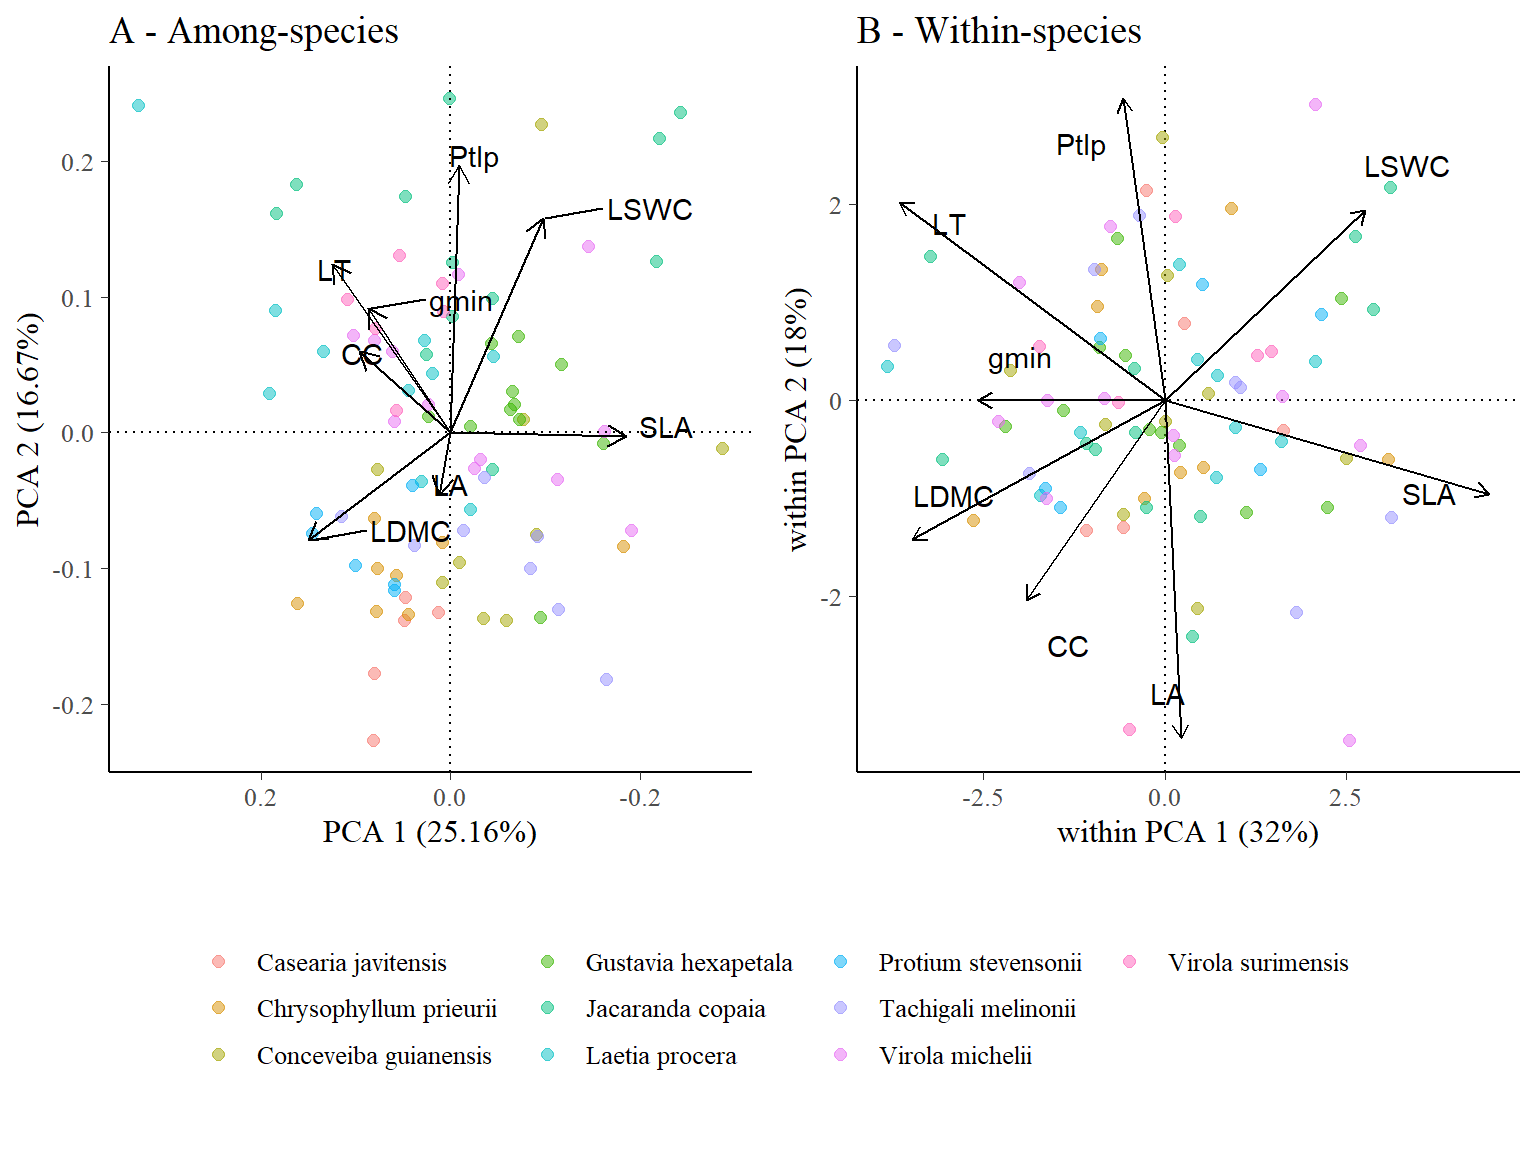 A - Among-species
B - Within-species
Ptlp
LSWC
LT
gmin
CC
SLA
LA
LDMC
0.2
0.1
0.0
-0.1
-0.2
PCA 2 (16.67%)
0.2
0.0
-0.2
PCA 1 (25.16%)
Ptlp
LSWC
LT
gmin
LDMC
SLA
CC
LA
2
0
-2
within PCA 2 (18%)
-2.5
0.0
2.5
within PCA 1 (32%)
Casearia javitensis
Gustavia hexapetala
Protium stevensonii
Virola surimensis
Chrysophyllum prieurii
Jacaranda copaia
Tachigali melinonii
Conceveiba guianensis
Laetia procera
Virola michelii